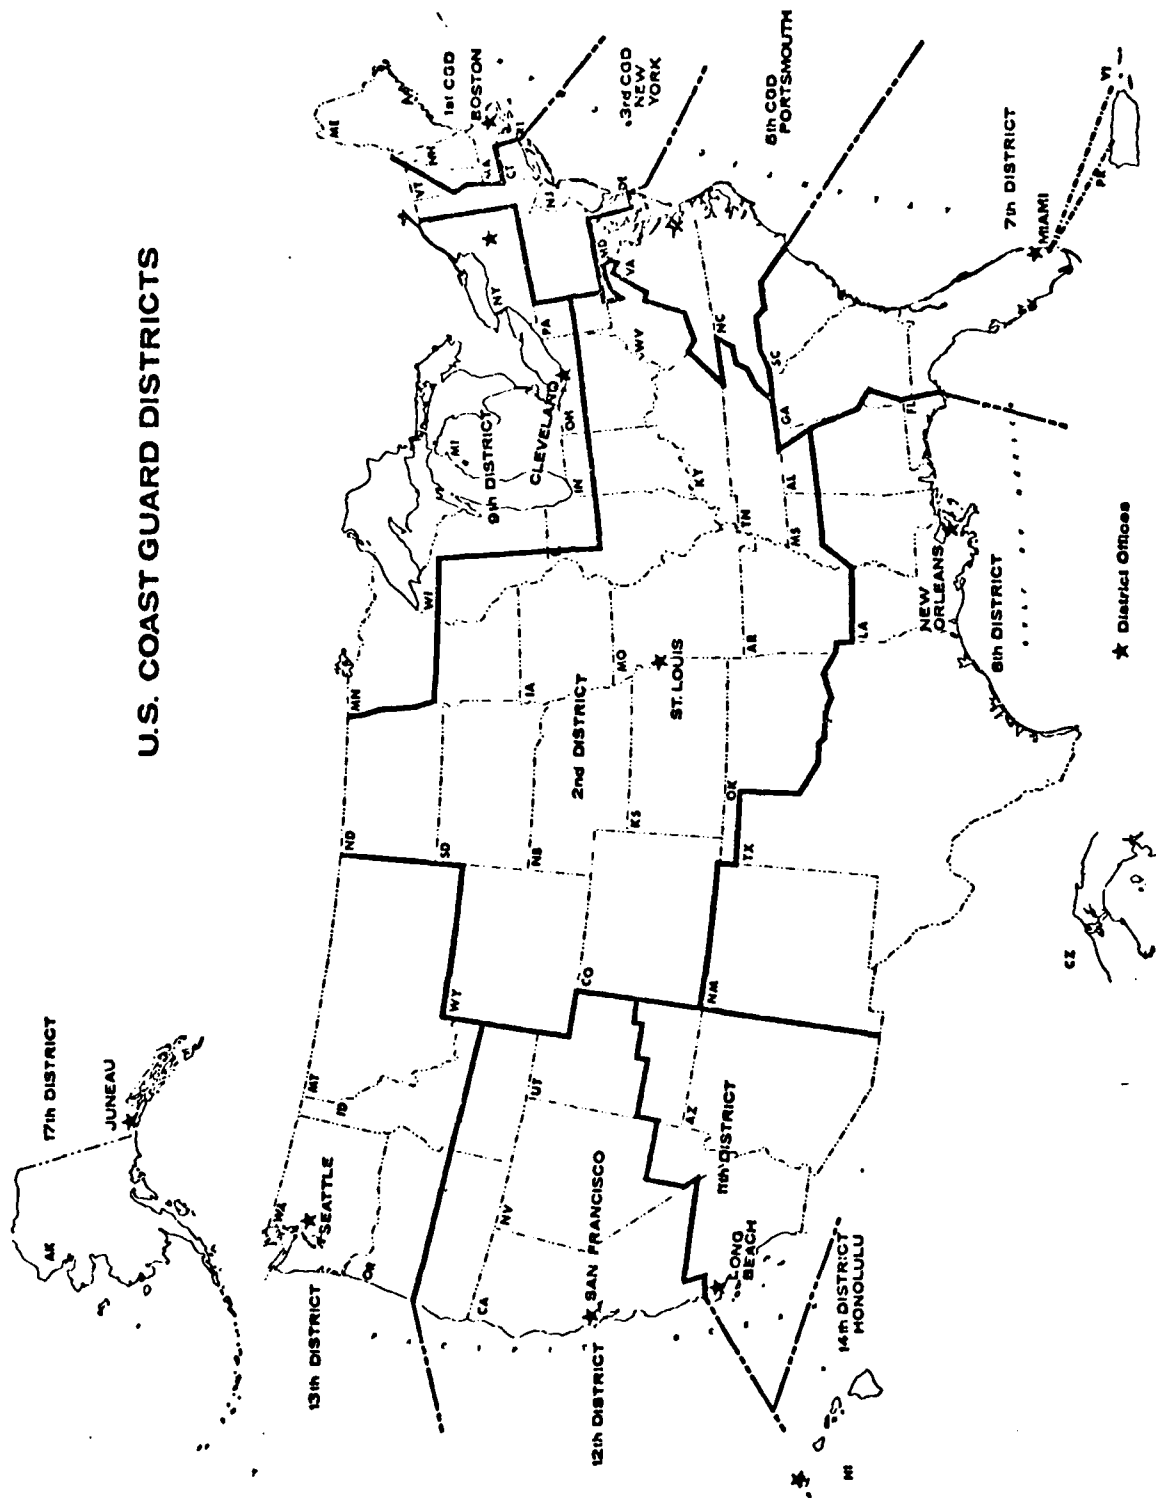 U.S. COAST GUARD DISTRICTS
17th DISTRICT
JUNEAU
AK
13th DISTRICT
SEATTLE
WA
OR
ID
MT
ND
MN
WI
SD
WY
NB
IA
2nd DISTRICT
ST. LOUIS
MO
KS
CO
UT
NV
CA
12th DISTRICT
SAN FRANCISCO
11th DISTRICT
LONG
BEACH
AZ
NM
TX
OK
AR
LA
MS
AL
TN
KY
IN
OH
MI
9th DISTRICT
CLEVELAND
PA
NY
WV
VA
MD
DE
NJ
CT
MA
NH
VT
ME
1st CGD
BOSTON
3rd CGD
NEW
YORK
5th CGD
PORTSMOUTH
NC
SC
GA
FL
7th DISTRICT
MIAMI
PR
VI
NEW
ORLEANS
8th DISTRICT
14th DISTRICT
HONOLULU
HI
CZ
★ District Offices